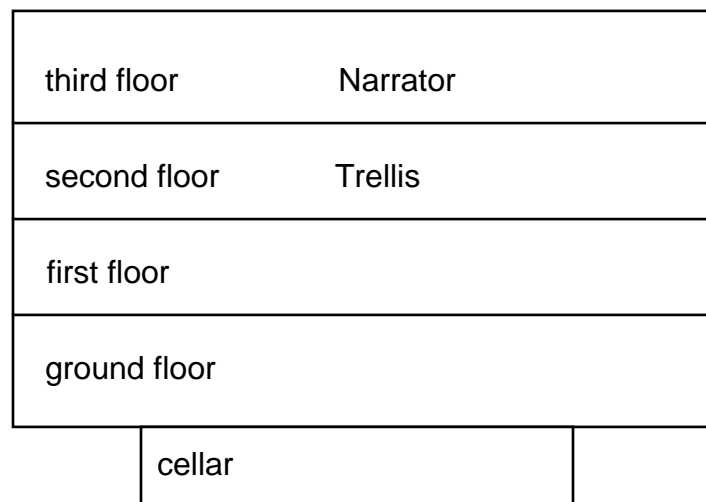 third floor Narrator
second floor Trellis
first floor
ground floor
cellar